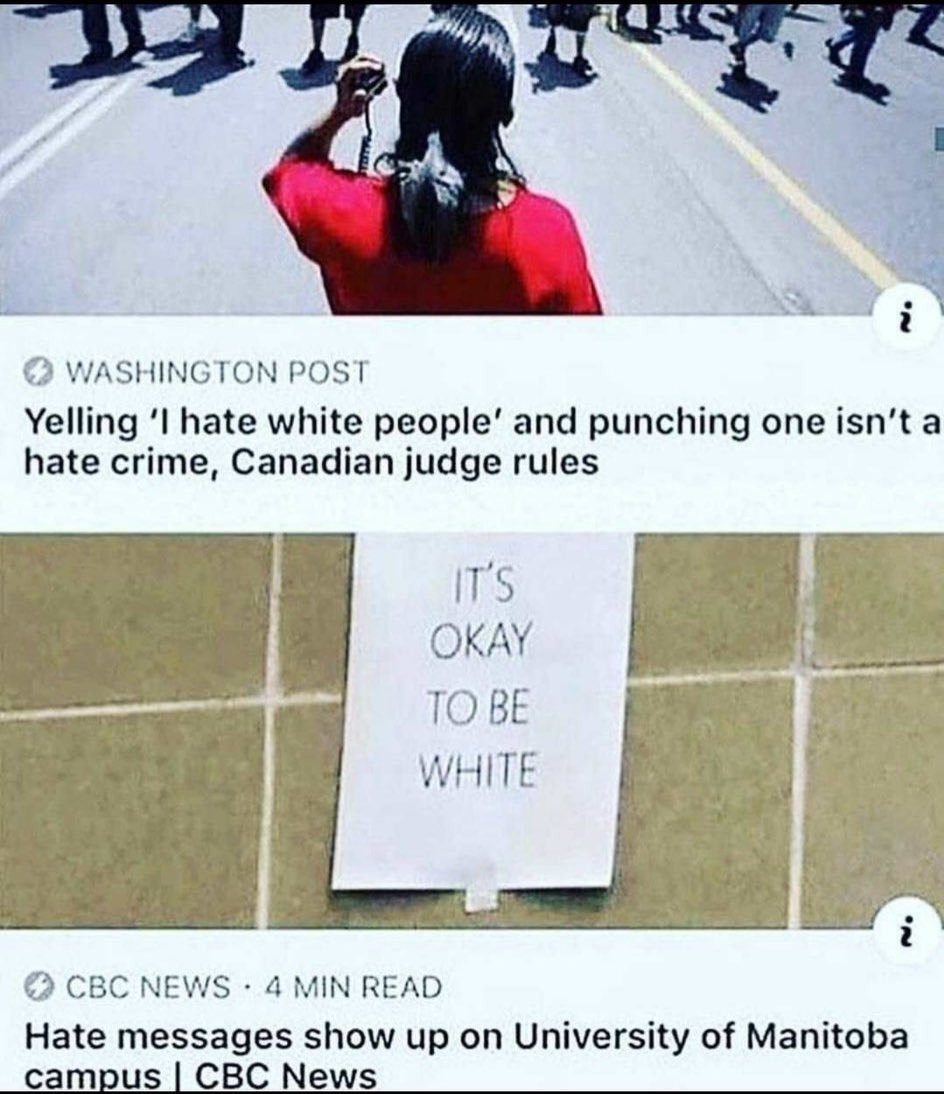 WASHINGTON POST
Yelling 'I hate white people' and punching one isn't a
hate crime, Canadian judge rules
IT'S
OKAY
TO BE
WHITE
CBC NEWS · 4 MIN READ
Hate messages show up on University of Manitoba
campus | CBC News